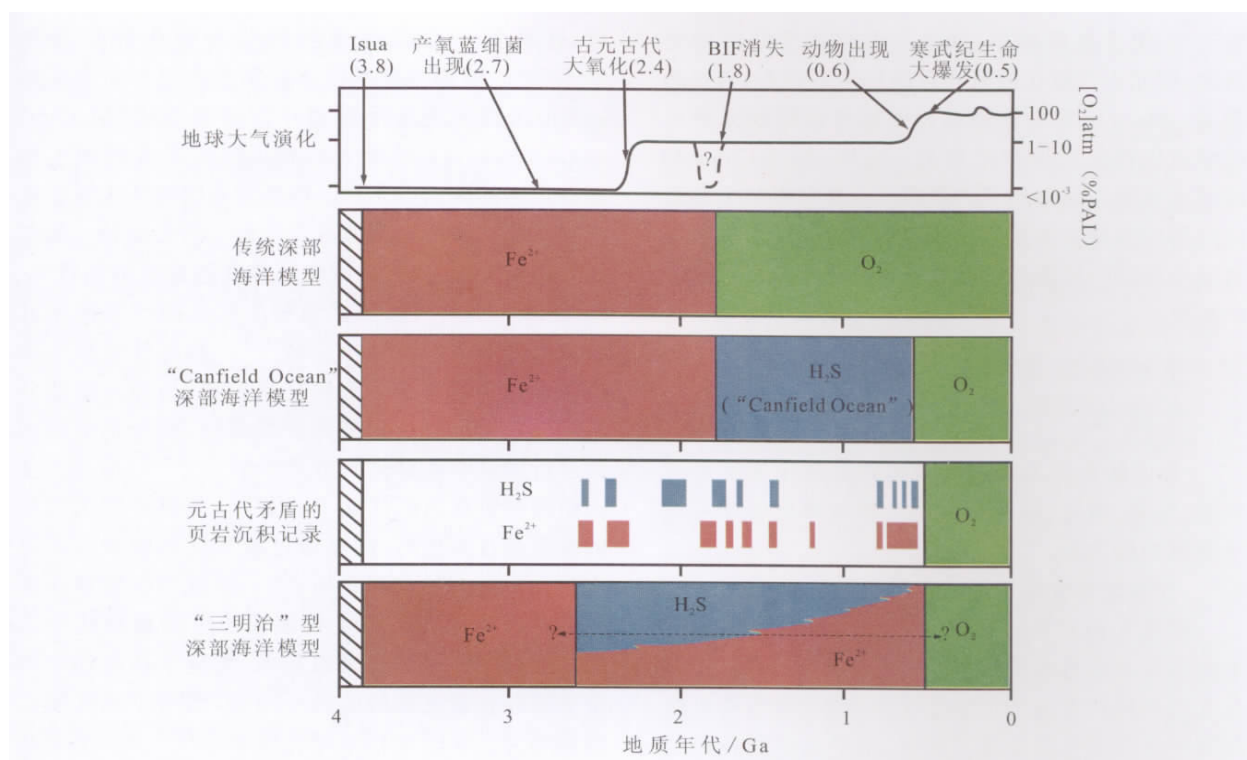 Isua
(3.8)
产氧蓝细菌
出现(2.7)
古元古代
大氧化(2.4)
BIF消失
(1.8)
动物出现
(0.6)
寒武纪生命
大爆发(0.5)
地球大气演化
?
100
1-10
<10⁻³
[O₂]atm (%PAL)
传统深部
海洋模型
Fe²⁺
O₂
“Canfield Ocean”
深部海洋模型
Fe²⁺
H₂S
(“Canfield Ocean”)
O₂
元古代矛盾的
页岩沉积记录
H₂S
Fe²⁺
O₂
“三明治”型
深部海洋模型
Fe²⁺
H₂S
?
? O₂
Fe²⁺
4 3 2 1 0
地质年代/Ga